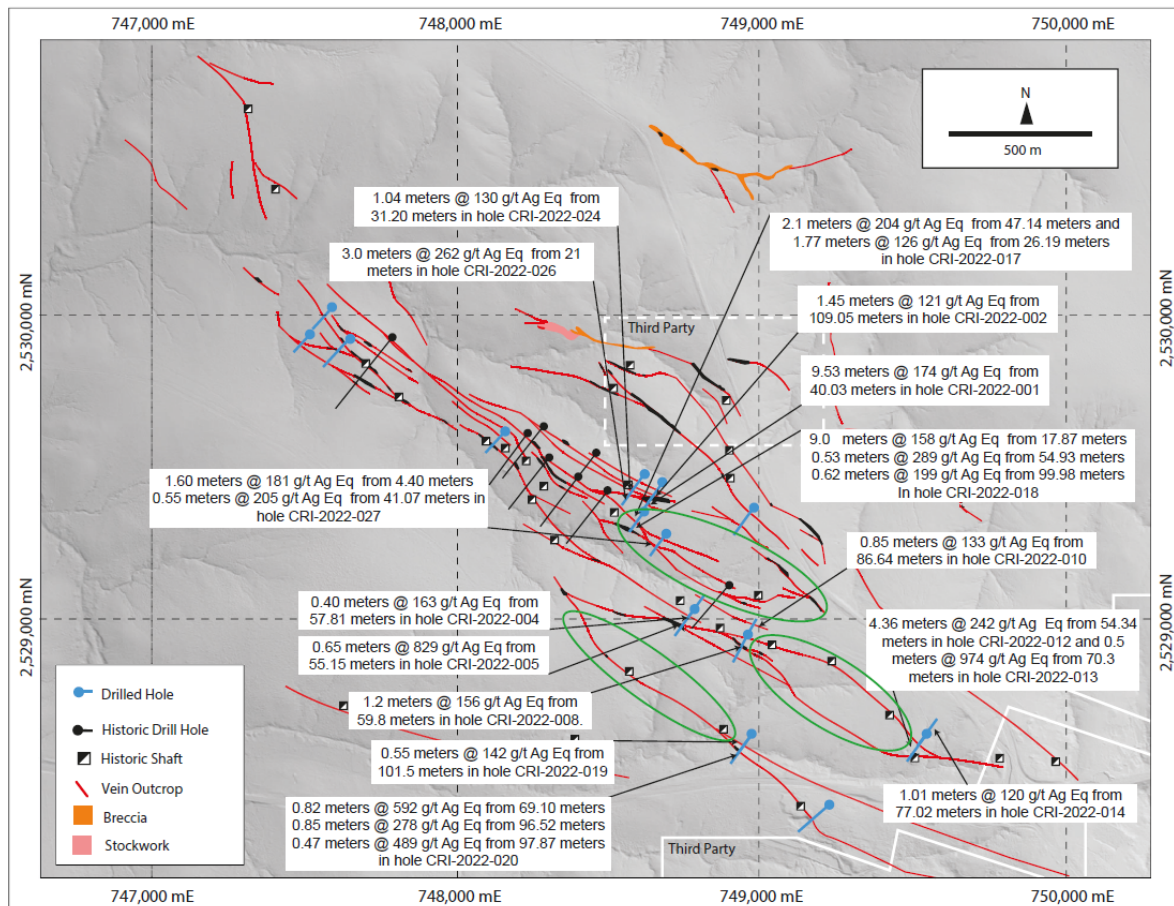 747,000 mE
748,000 mE
749,000 mE
750,000 mE
N
500 m
1.04 meters @ 130 g/t Ag Eq from
31.20 meters in hole CRI-2022-024
2.1 meters @ 204 g/t Ag Eq from 47.14 meters and
1.77 meters @ 126 g/t Ag Eq from 26.19 meters
in hole CRI-2022-017
3.0 meters @ 262 g/t Ag Eq from 21
meters in hole CRI-2022-026
1.45 meters @ 121 g/t Ag Eq from
109.05 meters in hole CRI-2022-002
2,530,000 mN
Third Party
2,530,000 mN
9.53 meters @ 174 g/t Ag Eq from
40.03 meters in hole CRI-2022-001
9.0 meters @ 158 g/t Ag Eq from 17.87 meters
0.53 meters @ 289 g/t Ag Eq from 54.93 meters
0.62 meters @ 199 g/t Ag Eq from 99.98 meters
In hole CRI-2022-018
1.60 meters @ 181 g/t Ag Eq from 4.40 meters
0.55 meters @ 205 g/t Ag Eq from 41.07 meters in
hole CRI-2022-027
0.85 meters @ 133 g/t Ag Eq from
86.64 meters in hole CRI-2022-010
0.40 meters @ 163 g/t Ag Eq from
57.81 meters in hole CRI-2022-004
2,529,000 mN
2,529,000 mN
4.36 meters @ 242 g/t Ag Eq from 54.34
meters in hole CRI-2022-012 and 0.5
meters @ 974 g/t Ag Eq from 70.3
meters in hole CRI-2022-013
0.65 meters @ 829 g/t Ag Eq from
55.15 meters in hole CRI-2022-005
1.2 meters @ 156 g/t Ag Eq from
59.8 meters in hole CRI-2022-008.
0.55 meters @ 142 g/t Ag Eq from
101.5 meters in hole CRI-2022-019
1.01 meters @ 120 g/t Ag Eq from
77.02 meters in hole CRI-2022-014
0.82 meters @ 592 g/t Ag Eq from 69.10 meters
0.85 meters @ 278 g/t Ag Eq from 96.52 meters
0.47 meters @ 489 g/t Ag Eq from 97.87 meters
in hole CRI-2022-020
Third Party
Drilled Hole
Historic Drill Hole
Historic Shaft
Vein Outcrop
Breccia
Stockwork
747,000 mE
748,000 mE
749,000 mE
750,000 mE